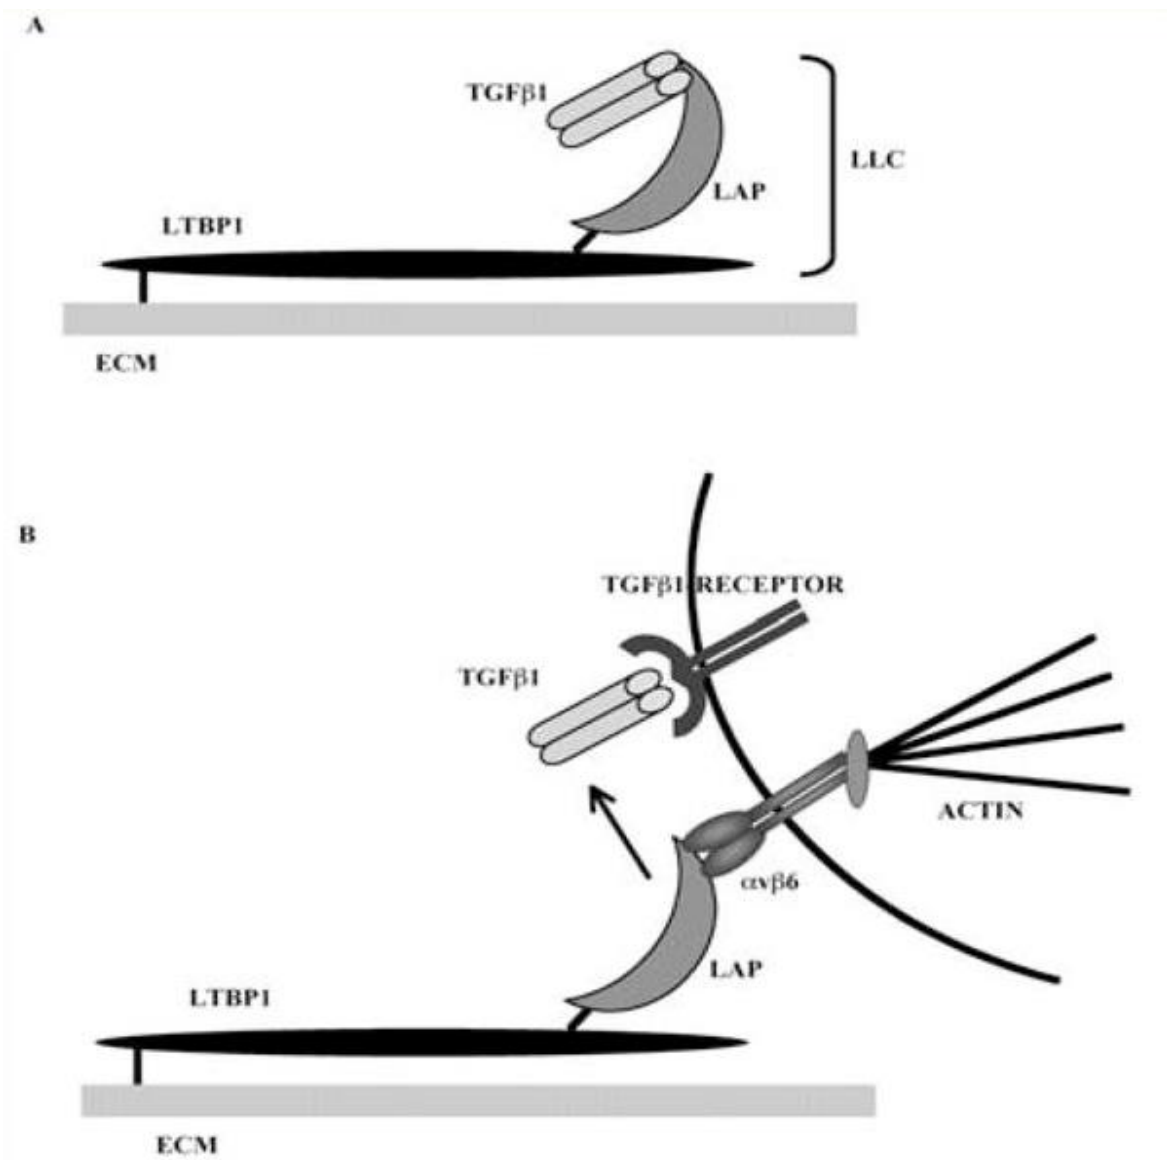 A
TGFβ1
LLC
LAP
LTBP1
ECM
B
TGFβ1 RECEPTOR
TGFβ1
ACTIN
αvβ6
LAP
LTBP1
ECM